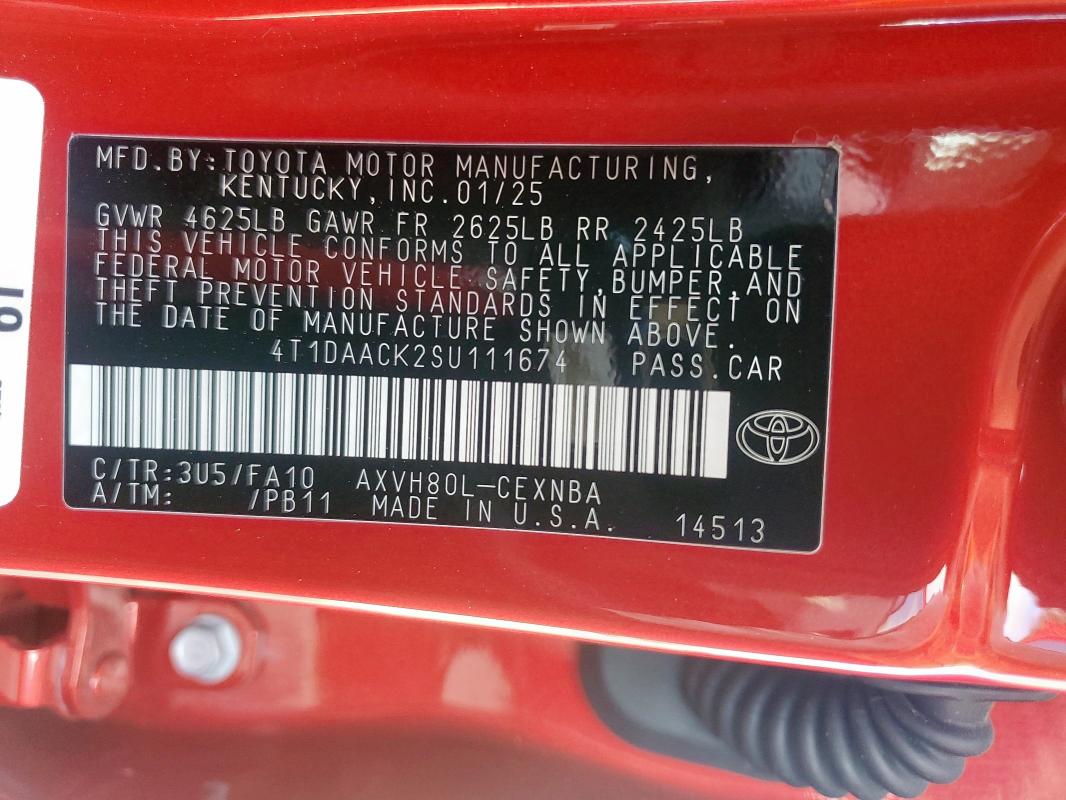 MFD.BY:TOYOTA MOTOR MANUFACTURING,
KENTUCKY,INC.01/25
GVWR 4625LB GAWR FR 2625LB RR 2425LB
THIS VEHICLE CONFORMS TO ALL APPLICABLE
FEDERAL MOTOR VEHICLE SAFETY,BUMPER,AND
THEFT PREVENTION STANDARDS IN EFFECT ON
THE DATE OF MANUFACTURE SHOWN ABOVE.
4T1DAACK2SU111674 PASS.CAR
C/TR:3U5/FA10 AXVH80L-CEXNBA
A/TM: /PB11 MADE IN U.S.A. 14513